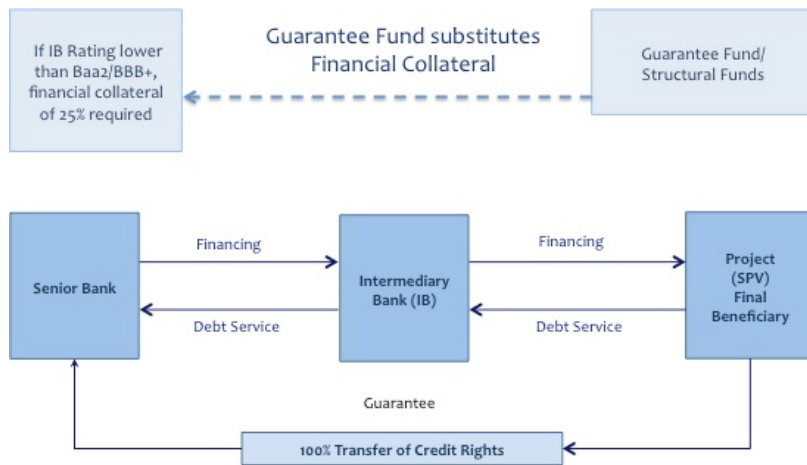 If IB Rating lower
than Baa2/BBB+,
financial collateral
of 25% required
Guarantee Fund substitutes
Financial Collateral
Guarantee Fund/
Structural Funds
Senior Bank
Financing
Debt Service
Intermediary
Bank (IB)
Financing
Debt Service
Project
(SPV)
Final
Beneficiary
Guarantee
100% Transfer of Credit Rights